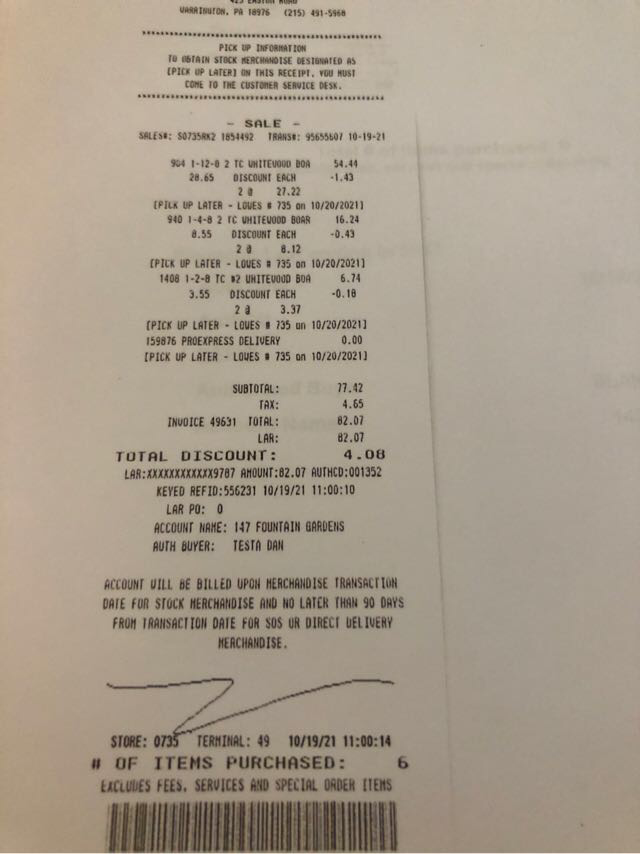 425 EASTON ROAD
WARRINGTON, PA 18976 (215) 491-5968
****************************************
PICK UP INFORMATION
TO OBTAIN STOCK MERCHANDISE DESIGNATED AS
[PICK UP LATER] ON THIS RECEIPT, YOU MUST
COME TO THE CUSTOMER SERVICE DESK.
****************************************
- SALE -
SALES#: S0735RK2 1854492 TRANS#: 95655607 10-19-21
984 1-12-8 2 TC WHITEWOOD BOA 54.44
28.65 DISCOUNT EACH -1.43
2 @ 27.22
[PICK UP LATER - LOWES # 735 on 10/20/2021]
940 1-4-8 2 TC WHITEWOOD BOAR 16.24
8.55 DISCOUNT EACH -0.43
2 @ 8.12
[PICK UP LATER - LOWES # 735 on 10/20/2021]
1408 1-2-8 TC #2 WHITEWOOD BOA 6.74
3.55 DISCOUNT EACH -0.18
2 @ 3.37
[PICK UP LATER - LOWES # 735 on 10/20/2021]
159876 PROEXPRESS DELIVERY 0.00
[PICK UP LATER - LOWES # 735 on 10/20/2021]
SUBTOTAL: 77.42
TAX: 4.65
INVOICE 49631 TOTAL: 82.07
LAR: 82.07
TOTAL DISCOUNT: 4.08
LAR:XXXXXXXXXXXX9787 AMOUNT:82.07 AUTHCD:001352
KEYED REFID:556231 10/19/21 11:00:10
LAR PO: 0
ACCOUNT NAME: 147 FOUNTAIN GARDENS
AUTH BUYER: TESTA DAN
ACCOUNT WILL BE BILLED UPON MERCHANDISE TRANSACTION
DATE FOR STOCK MERCHANDISE AND NO LATER THAN 90 DAYS
FROM TRANSACTION DATE FOR SOS OR DIRECT DELIVERY
MERCHANDISE.
STORE: 0735 TERMINAL: 49 10/19/21 11:00:14
# OF ITEMS PURCHASED: 6
EXCLUDES FEES, SERVICES AND SPECIAL ORDER ITEMS